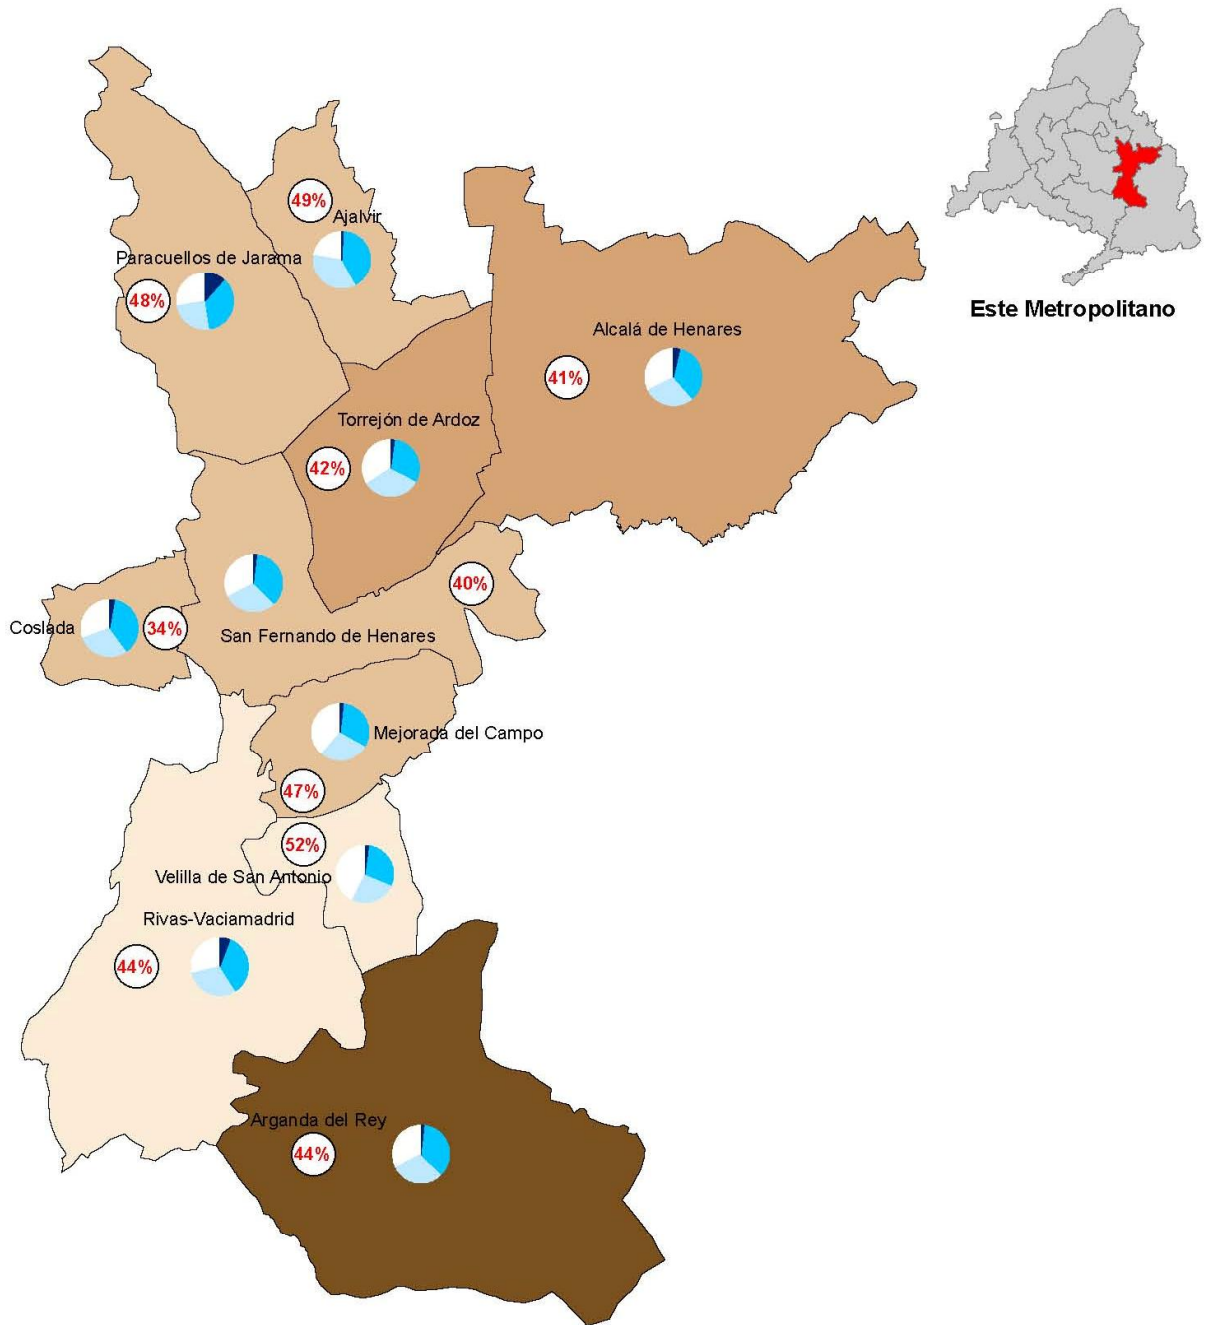 49%
Ajalvir
Paracuellos de Jarama
48%
Este Metropolitano
Alcalá de Henares
41%
Torrejón de Ardoz
42%
40%
Coslada
34%
San Fernando de Henares
Mejorada del Campo
47%
52%
Velilla de San Antonio
Rivas-Vaciamadrid
44%
Arganda del Rey
44%